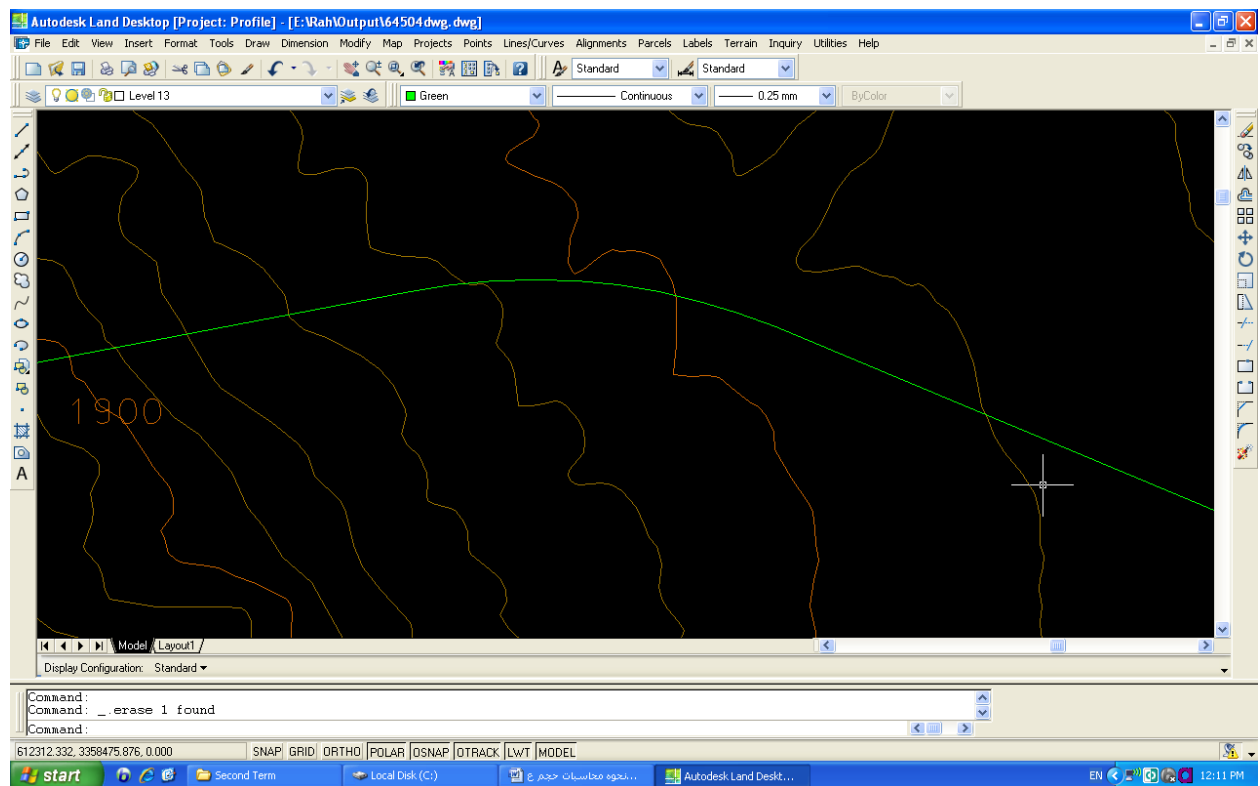 Autodesk Land Desktop [Project: Profile] - [E:\Rah\Output\64504dwg.dwg]
File Edit View Insert Format Tools Draw Dimension Modify Map Projects Points Lines/Curves Alignments Parcels Labels Terrain Inquiry Utilities Help
Standard Standard
Level 13 Green Continuous 0.25 mm ByColor
1900
Model Layout1
Display Configuration: Standard
Command:
Command: _.erase 1 found
Command:
612312.332, 3358475.876, 0.000 SNAP GRID ORTHO POLAR OSNAP OTRACK LWT MODEL
start Second Term Local Disk (C:) نحوه محاسبات حجم ع... Autodesk Land Deskt... EN 12:11 PM